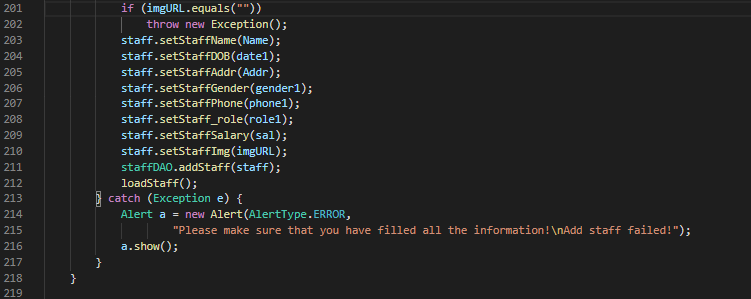 201 if (imgURL.equals(""))
202 throw new Exception();
203 staff.setStaffName(Name);
204 staff.setStaffDOB(date1);
205 staff.setStaffAddr(Addr);
206 staff.setStaffGender(gender1);
207 staff.setStaffPhone(phone1);
208 staff.setStaff_role(role1);
209 staff.setStaffSalary(sal);
210 staff.setStaffImg(imgURL);
211 staffDAO.addStaff(staff);
212 loadStaff();
213 } catch (Exception e) {
214 Alert a = new Alert(AlertType.ERROR,
215 "Please make sure that you have filled all the information!\nAdd staff failed!");
216 a.show();
217 }
218 }
219